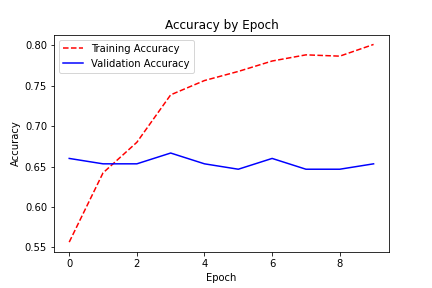 Accuracy by Epoch
Training Accuracy
Validation Accuracy
Accuracy
0.80
0.75
0.70
0.65
0.60
0.55
0 2 4 6 8
Epoch